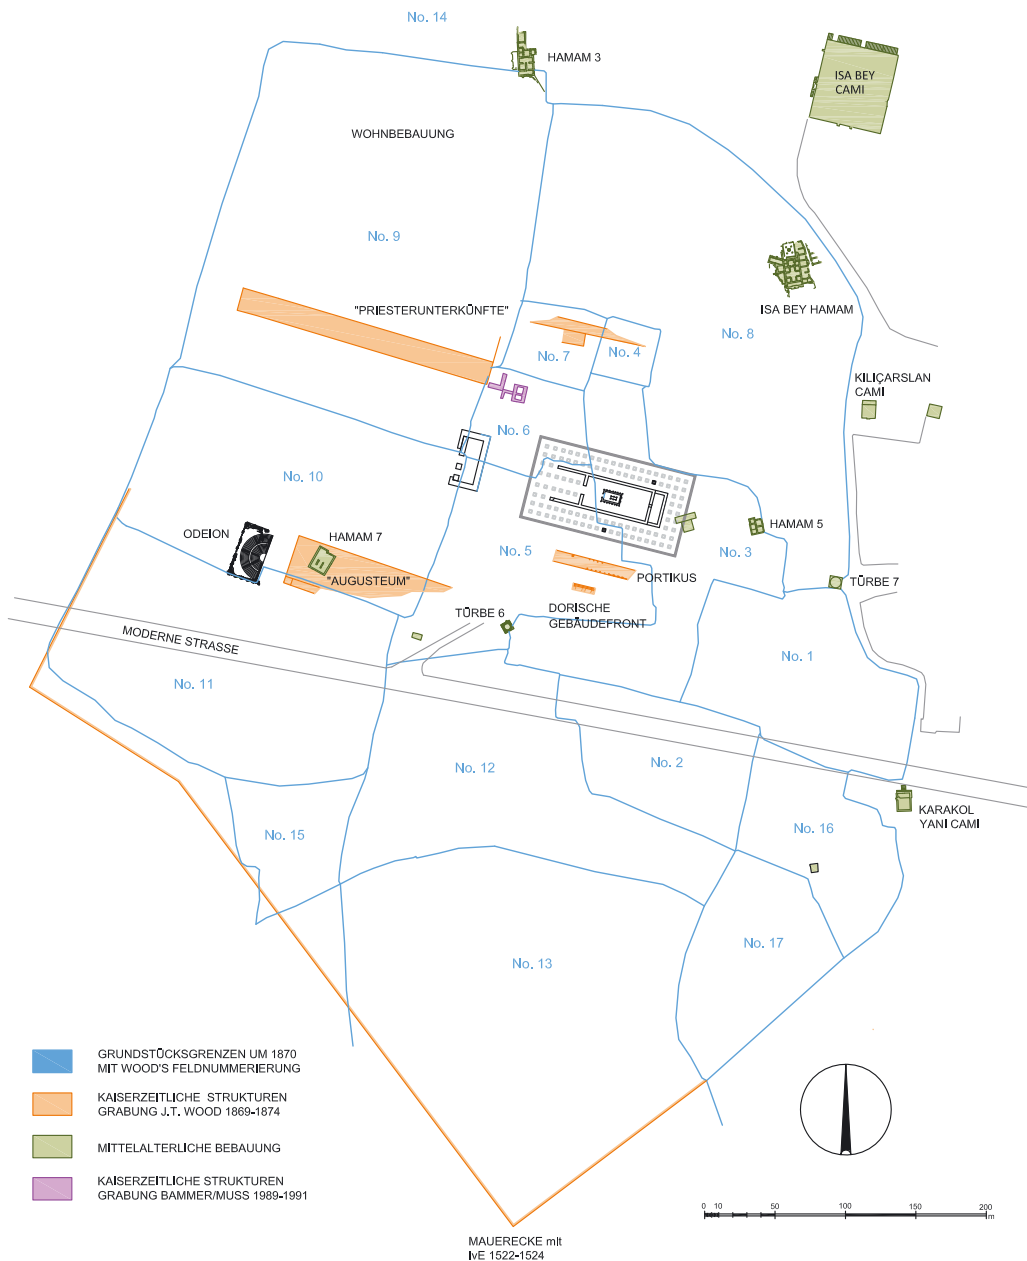 No. 14
HAMAM 3
ISA BEY
CAMI
WOHNBEBAUUNG
No. 9
"PRIESTERUNTERKÜNFTE"
ISA BEY HAMAM
No. 8
No. 7
No. 4
KILIÇARSLAN
CAMI
No. 6
No. 10
ODEION
HAMAM 7
"AUGUSTEUM"
No. 5
No. 3
HAMAM 5
PORTIKUS
TÜRBE 7
TÜRBE 6
DORISCHE
GEBÄUDEFRONT
MODERNE STRASSE
No. 1
No. 11
No. 12
No. 2
KARAKOL
YANI CAMI
No. 15
No. 16
No. 17
No. 13
GRUNDSTÜCKSGRENZEN UM 1870
MIT WOOD'S FELDNUMMERIERUNG
KAISERZEITLICHE STRUKTUREN
GRABUNG J.T. WOOD 1869-1874
MITTELALTERLICHE BEBAUUNG
KAISERZEITLICHE STRUKTUREN
GRABUNG BAMMER/MUSS 1989-1991
0 10 50 100 150 200
m
MAUERECKE mit
IvE 1522-1524